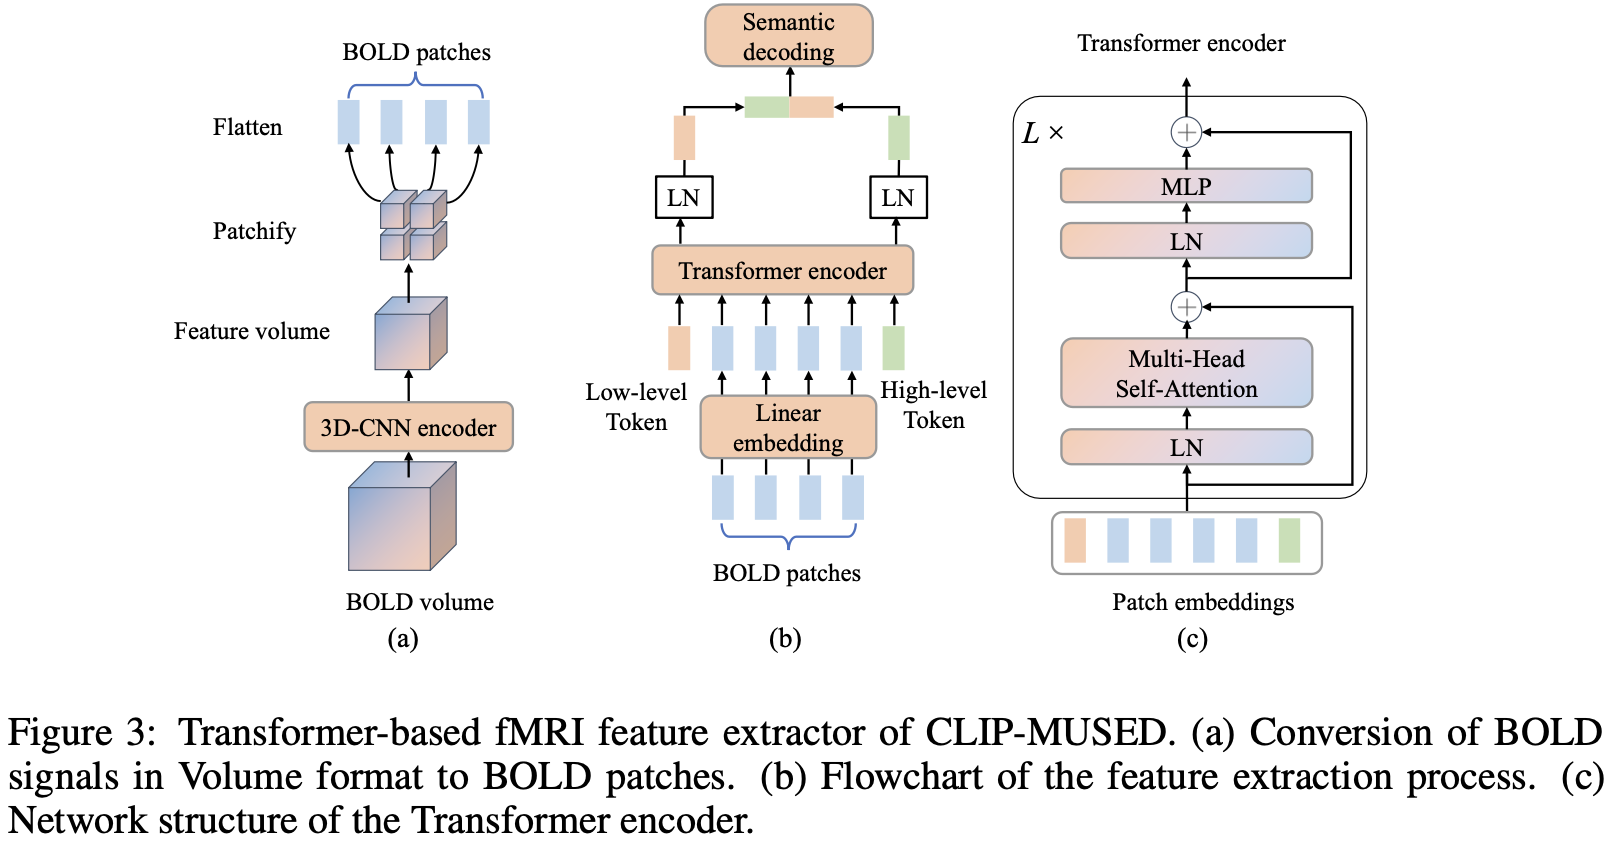 BOLD patches
Flatten
Patchify
Feature volume
3D-CNN encoder
BOLD volume
(a)
Semantic
decoding
LN
LN
Transformer encoder
Low-level
Token
High-level
Token
Linear
embedding
BOLD patches
(b)
Transformer encoder
L ×
MLP
LN
Multi-Head
Self-Attention
LN
Patch embeddings
(c)
Figure 3: Transformer-based fMRI feature extractor of CLIP-MUSED. (a) Conversion of BOLD
signals in Volume format to BOLD patches. (b) Flowchart of the feature extraction process. (c)
Network structure of the Transformer encoder.